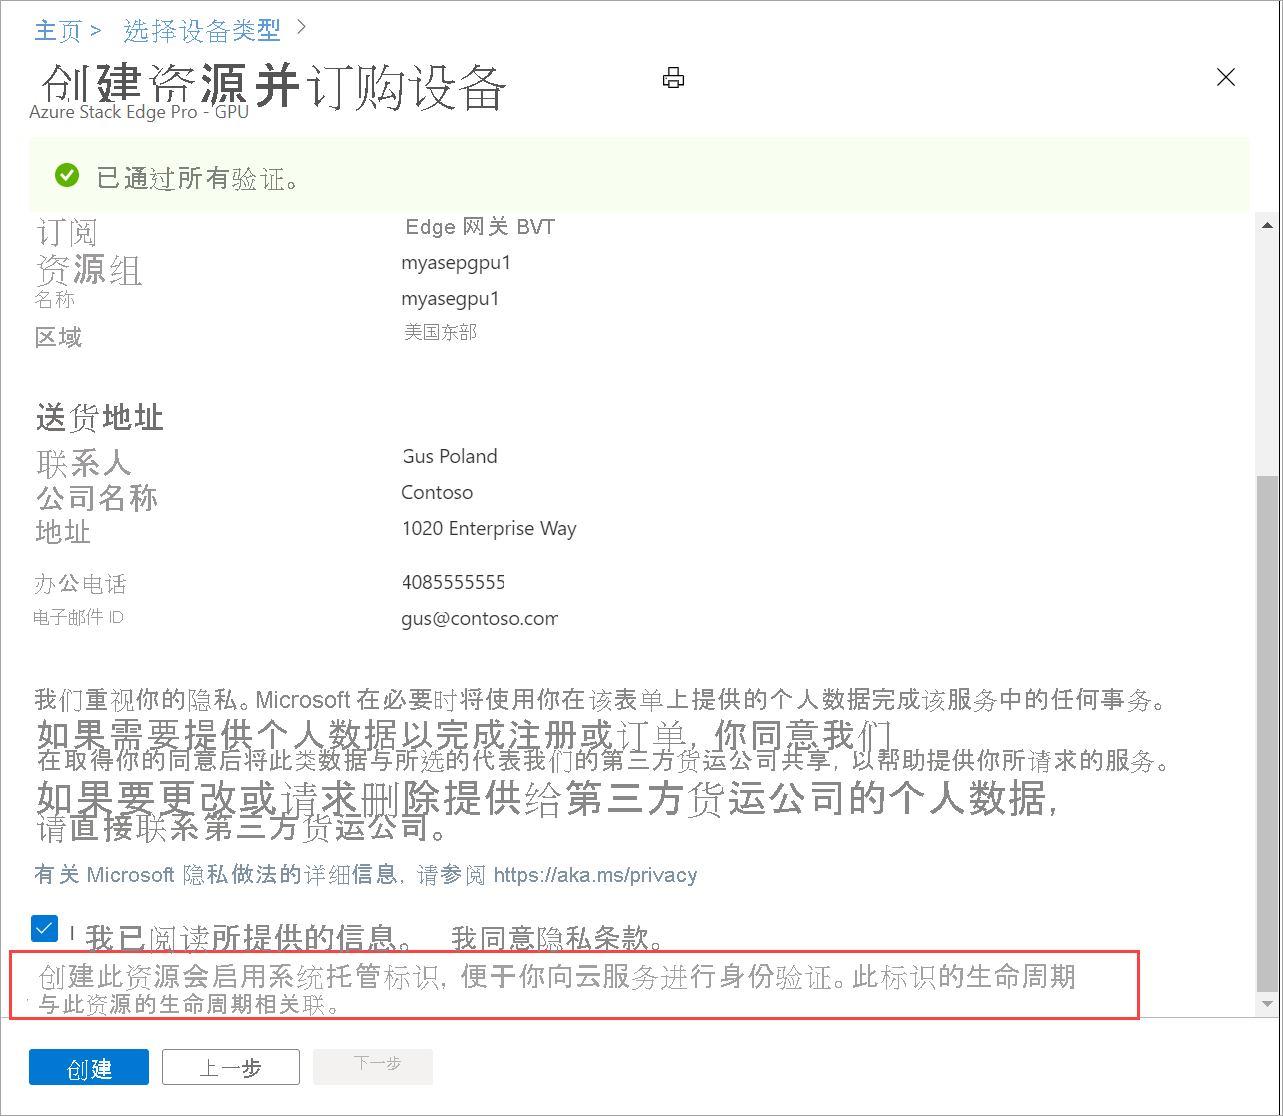 主页 > 选择设备类型 >
创建资源并订购设备
Azure Stack Edge Pro - GPU
已通过所有验证。
订阅 Edge 网关 BVT
资源组 myasepgpu1
名称 myasegpu1
区域 美国东部
送货地址
联系人 Gus Poland
公司名称 Contoso
地址 1020 Enterprise Way
办公电话 4085555555
电子邮件 ID gus@contoso.com
我们重视你的隐私。Microsoft 在必要时将使用你在该表单上提供的个人数据完成该服务中的任何事务。
如果需要提供个人数据以完成注册或订单, 你同意我们
在取得你的同意后将此类数据与所选的代表我们的第三方货运公司共享, 以帮助提供你所请求的服务。
如果要更改或请求删除提供给第三方货运公司的个人数据,
请直接联系第三方货运公司。
有关 Microsoft 隐私做法的详细信息, 请参阅 https://aka.ms/privacy
我已阅读所提供的信息。 我同意隐私条款。
创建此资源会启用系统托管标识, 便于你向云服务进行身份验证。此标识的生命周期
与此资源的生命周期相关联。
创建 上一步 下一步